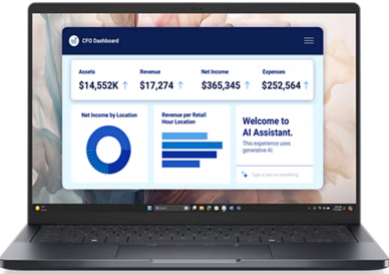 CFO Dashboard
Assets
$14,552K ↑
Revenue
$17,274 ↑
Net Income
$365,345 ↑
Expenses
$252,564 ↑
Net Income by Location
Revenue per Retail
Hour Location
Welcome to
AI Assistant.
This experience uses
generative AI.